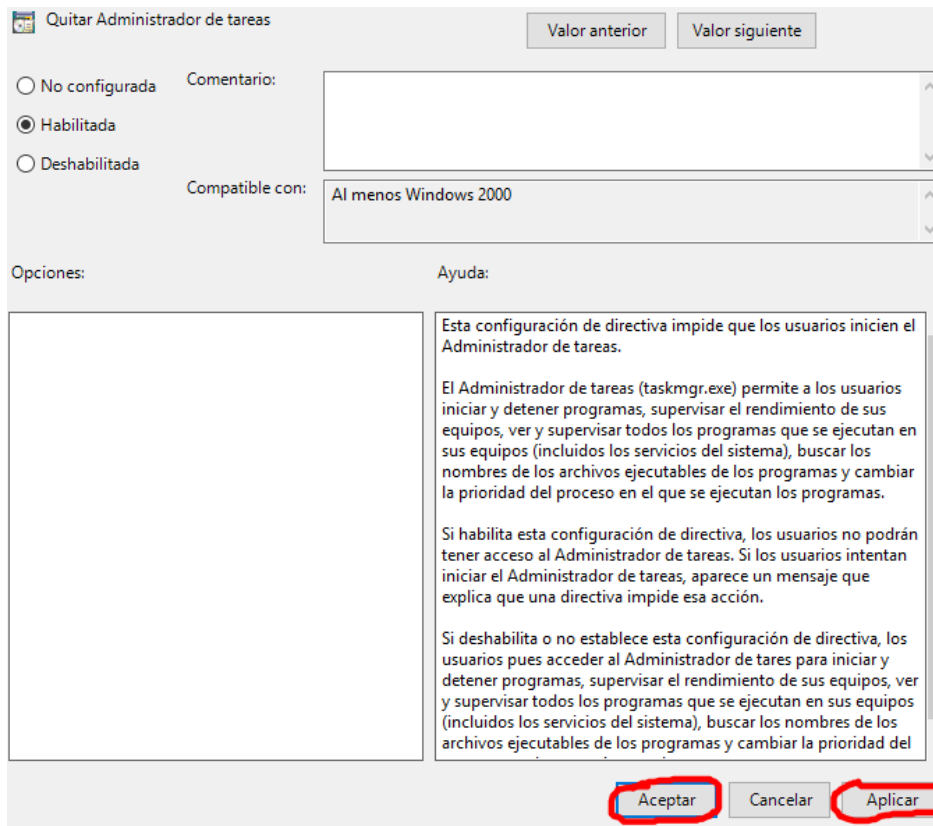 Quitar Administrador de tareas
Valor anterior
Valor siguiente
No configurada
Comentario:
Habilitada
Deshabilitada
Compatible con:
Al menos Windows 2000
Opciones:
Ayuda:
Esta configuración de directiva impide que los usuarios inicien el
Administrador de tareas.
El Administrador de tareas (taskmgr.exe) permite a los usuarios
iniciar y detener programas, supervisar el rendimiento de sus
equipos, ver y supervisar todos los programas que se ejecutan en
sus equipos (incluidos los servicios del sistema), buscar los
nombres de los archivos ejecutables de los programas y cambiar
la prioridad del proceso en el que se ejecutan los programas.
Si habilita esta configuración de directiva, los usuarios no podrán
tener acceso al Administrador de tareas. Si los usuarios intentan
iniciar el Administrador de tareas, aparece un mensaje que
explica que una directiva impide esa acción.
Si deshabilita o no establece esta configuración de directiva, los
usuarios pues acceder al Administrador de tares para iniciar y
detener programas, supervisar el rendimiento de sus equipos, ver
y supervisar todos los programas que se ejecutan en sus equipos
(incluidos los servicios del sistema), buscar los nombres de los
archivos ejecutables de los programas y cambiar la prioridad del
Aceptar
Cancelar
Aplicar